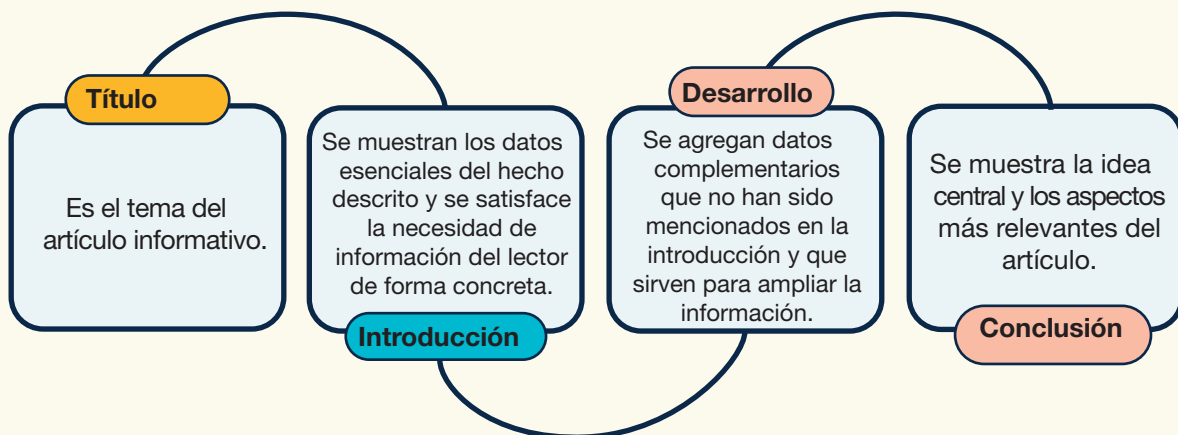 Título
Es el tema del
artículo informativo.
Se muestran los datos
esenciales del hecho
descrito y se satisface
la necesidad de
información del lector
de forma concreta.
Introducción
Desarrollo
Se agregan datos
complementarios
que no han sido
mencionados en la
introducción y que
sirven para ampliar la
información.
Se muestra la idea
central y los aspectos
más relevantes del
artículo.
Conclusión